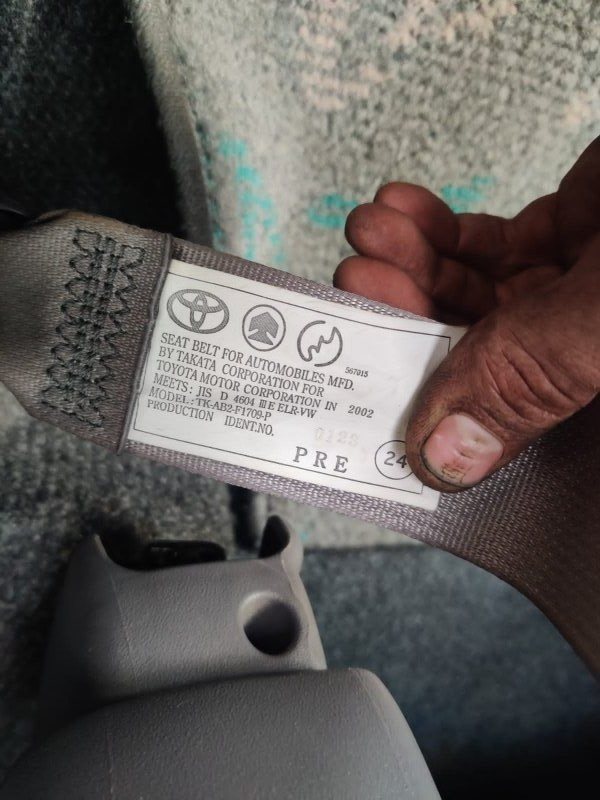 567015
SEAT BELT FOR AUTOMOBILES MFD.
BY TAKATA CORPORATION FOR
TOYOTA MOTOR CORPORATION IN 2002
MEETS: JIS D 4604 III E ELR-VW
MODEL: TK-AB2-F1709-P
PRODUCTION IDENT.NO.
PRE 24